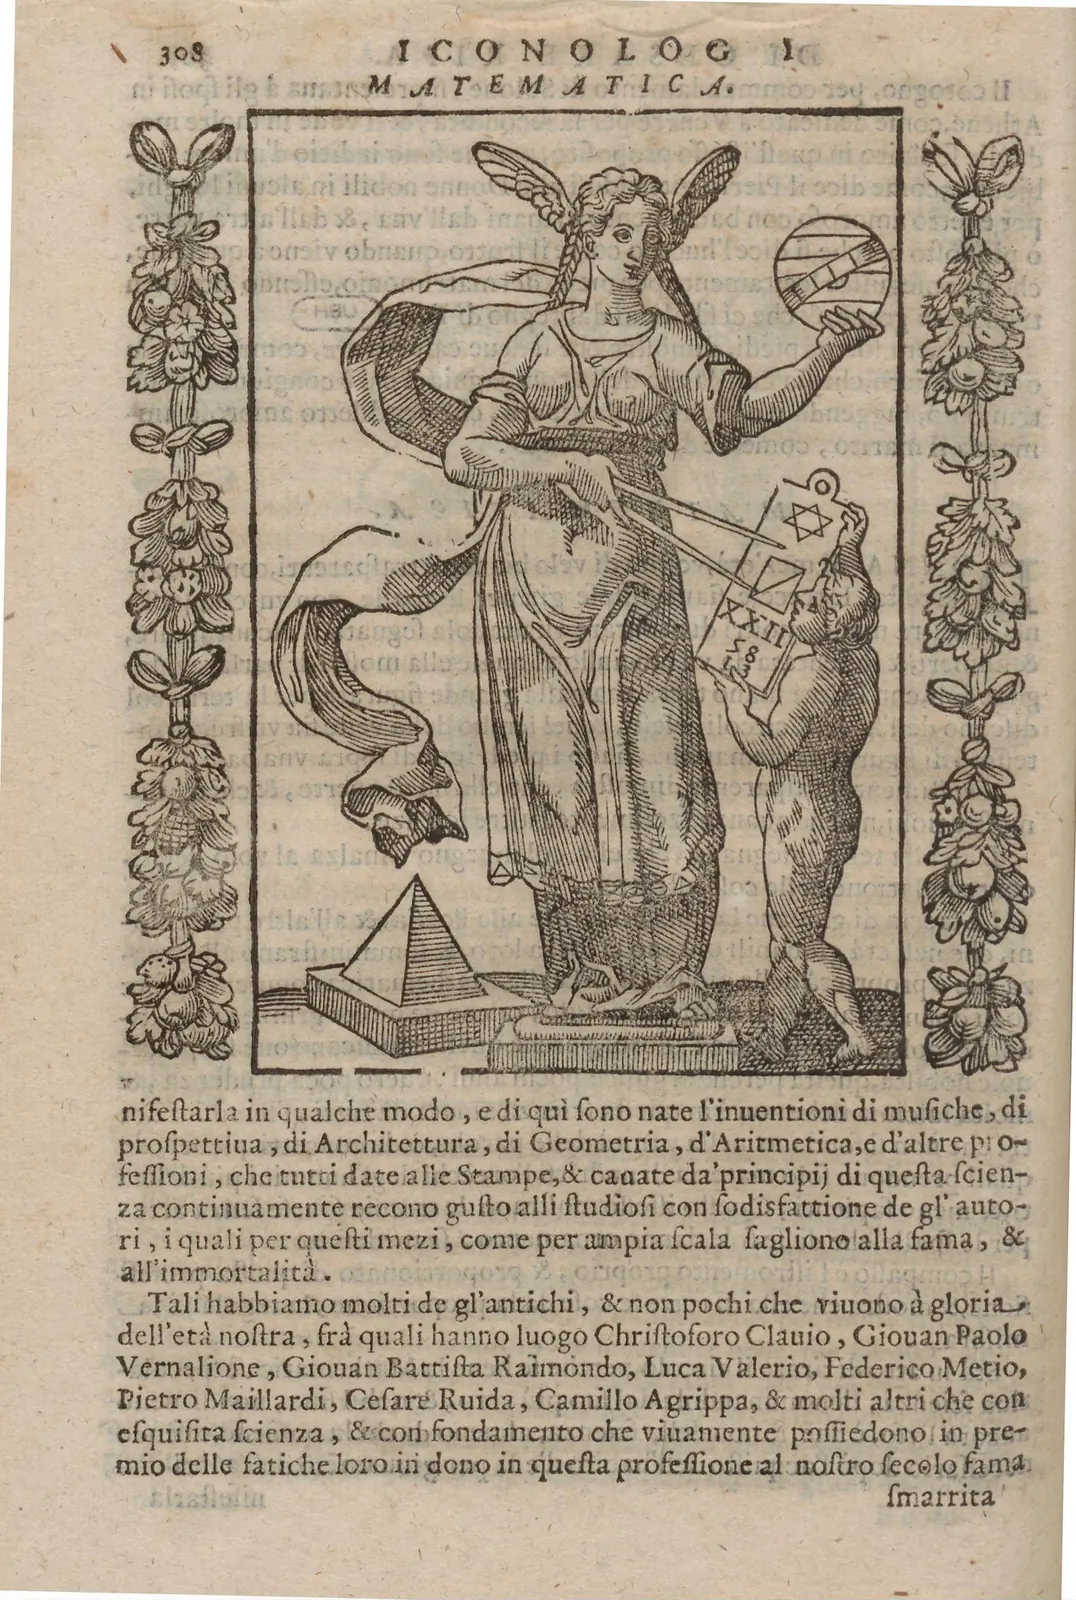 308 ICONOLOGI
MATEMATICA.
XXII
583
nifeſtarla in qualche modo, e di quì ſono nate l'inuentioni di muſiche, di
proſpettiua, di Architettura, di Geometria, d'Aritmetica, e d'altre pro-
feſſioni, che tutti date alle Stampe, & cauate da'principij di queſta ſcien-
za continuamente recono guſto alli ſtudioſi con ſodisfattione de gl' auto-
ri, i quali per queſti mezi, come per ampia ſcala ſagliono alla fama, &
all'immortalità.
Tali habbiamo molti de gl'antichi, & non pochi che viuono à gloria
dell'età noſtra, frà quali hanno luogo Chriſtoforo Clauio, Giouan Paolo
Vernalione, Giouan Battiſta Raimondo, Luca Valerio, Federico Metio,
Pietro Maillardi, Ceſare Ruida, Camillo Agrippa, & molti altri che con
eſquiſita ſcienza, & con fondamento che viuamente poſſiedono in pre-
mio delle fatiche loro in dono in queſta profeſſione al noſtro ſecolo fama
ſmarrita